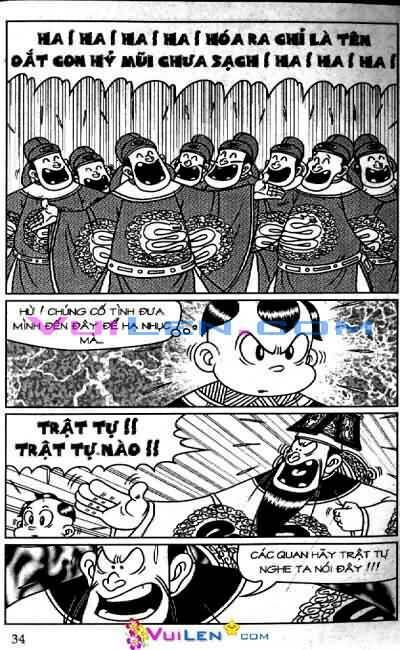 HA! HA! HA! HA! HÓA RA CHỈ LÀ TÊN
OẮT CON HỶ MŨI CHƯA SẠCH! HA! HA! HA!
HỪ! CHÚNG CỐ TÌNH ĐƯA
MÌNH ĐẾN ĐÂY ĐỂ HẠ NHỤC
MÀ...
VUILEN.COM
TRẬT TỰ!!
TRẬT TỰ NÀO!!
CÁC QUAN HÃY TRẬT TỰ
NGHE TA NÓI ĐÂY!!!
34
VUILEN.COM